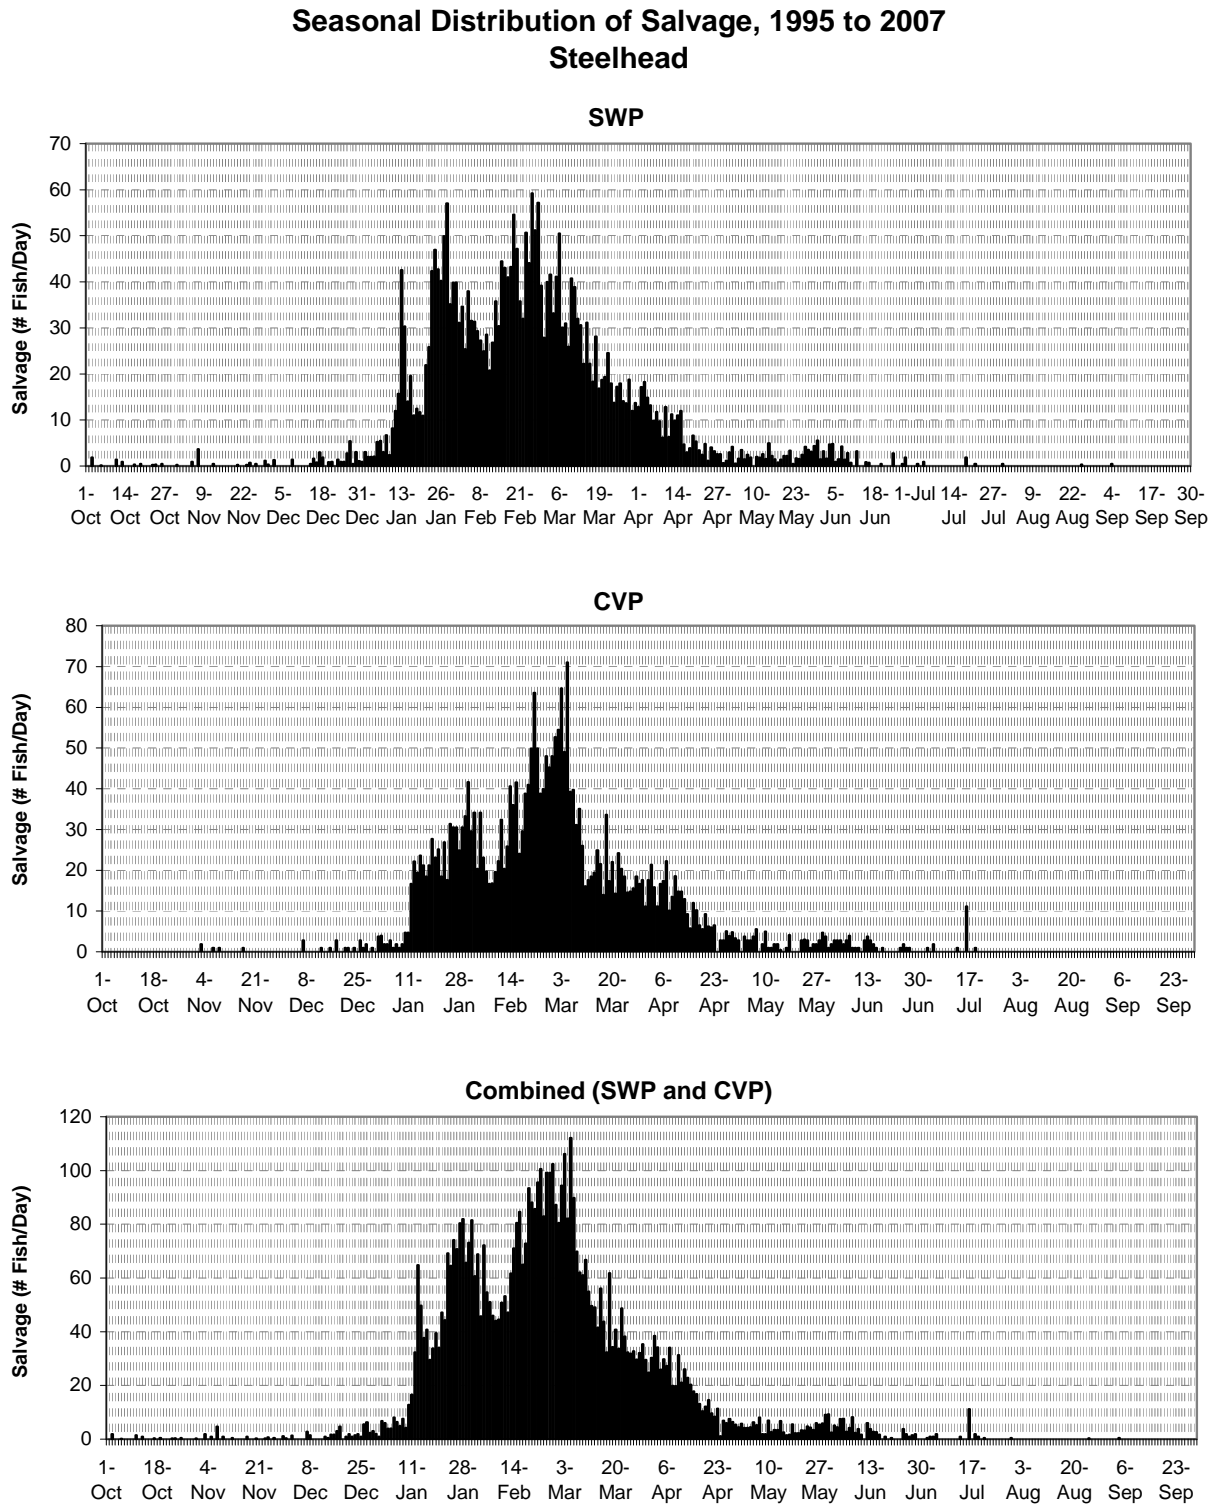 Seasonal Distribution of Salvage, 1995 to 2007
Steelhead
SWP
Salvage (# Fish/Day)
70
60
50
40
30
20
10
0
1- 14- 27- 9- 22- 5- 18- 31- 13- 26- 8- 21- 6- 19- 1- 14- 27- 10- 23- 5- 18- 1-Jul 14- 27- 9- 22- 4- 17- 30-
Oct Oct Oct Nov Nov Dec Dec Dec Jan Jan Feb Feb Mar Mar Apr Apr Apr May May Jun Jun Jul Jul Aug Aug Sep Sep Sep
CVP
Salvage (# Fish/Day)
80
70
60
50
40
30
20
10
0
1- 18- 4- 21- 8- 25- 11- 28- 14- 3- 20- 6- 23- 10- 27- 13- 30- 17- 3- 20- 6- 23-
Oct Oct Nov Nov Dec Dec Jan Jan Feb Mar Mar Apr Apr May May Jun Jun Jul Aug Aug Sep Sep
Combined (SWP and CVP)
Salvage (# Fish/Day)
120
100
80
60
40
20
0
1- 18- 4- 21- 8- 25- 11- 28- 14- 3- 20- 6- 23- 10- 27- 13- 30- 17- 3- 20- 6- 23-
Oct Oct Nov Nov Dec Dec Jan Jan Feb Mar Mar Apr Apr May May Jun Jun Jul Aug Aug Sep Sep